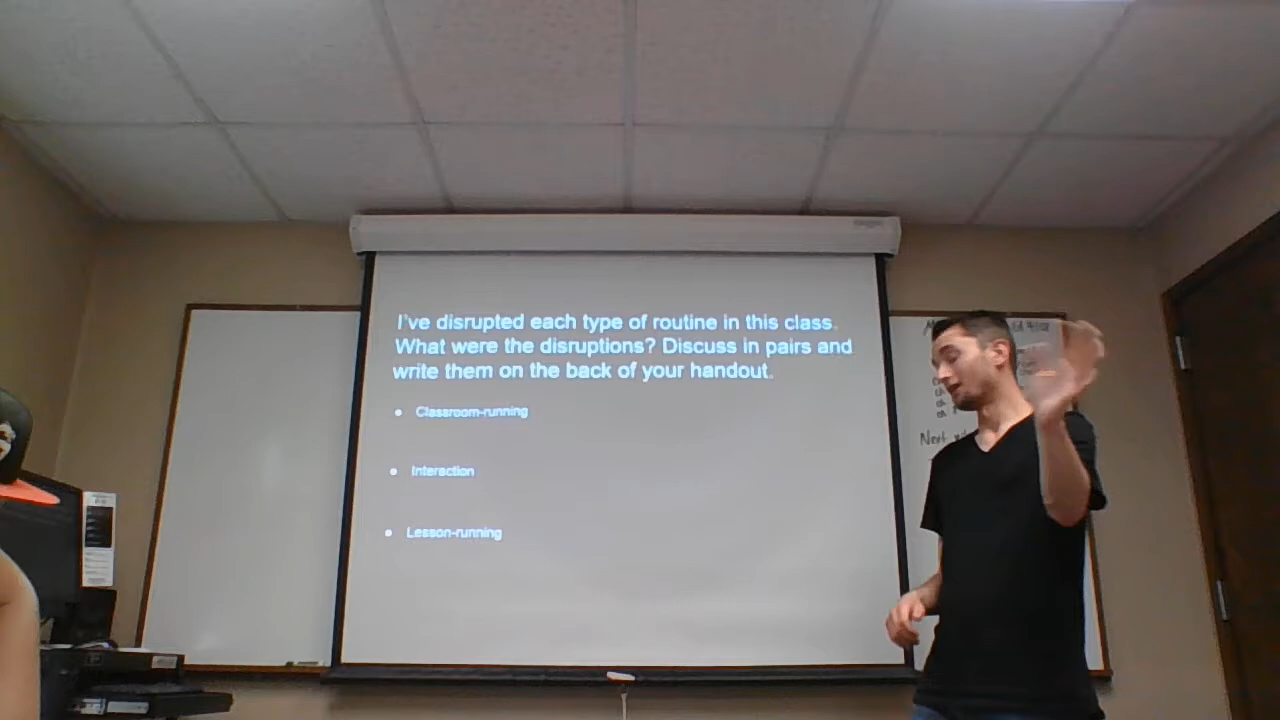 I've disrupted each type of routine in this class.
What were the disruptions? Discuss in pairs and
write them on the back of your handout.
Classroom-running
Interaction
Lesson-running
Next